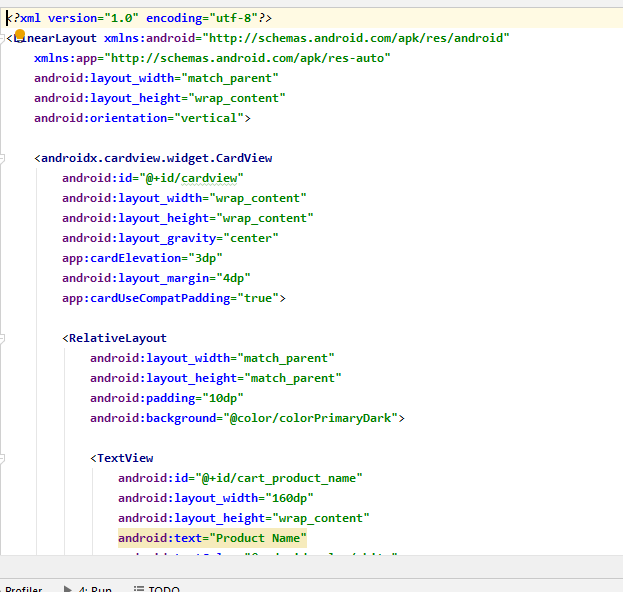 <?xml version="1.0" encoding="utf-8"?>
<LinearLayout xmlns:android="http://schemas.android.com/apk/res/android"
xmlns:app="http://schemas.android.com/apk/res-auto"
android:layout_width="match_parent"
android:layout_height="wrap_content"
android:orientation="vertical">
<androidx.cardview.widget.CardView
android:id="@+id/cardview"
android:layout_width="wrap_content"
android:layout_height="wrap_content"
android:layout_gravity="center"
app:cardElevation="3dp"
android:layout_margin="4dp"
app:cardUseCompatPadding="true">
<RelativeLayout
android:layout_width="match_parent"
android:layout_height="match_parent"
android:padding="10dp"
android:background="@color/colorPrimaryDark">
<TextView
android:id="@+id/cart_product_name"
android:layout_width="160dp"
android:layout_height="wrap_content"
android:text="Product Name"
Profiler 4: Run TODO